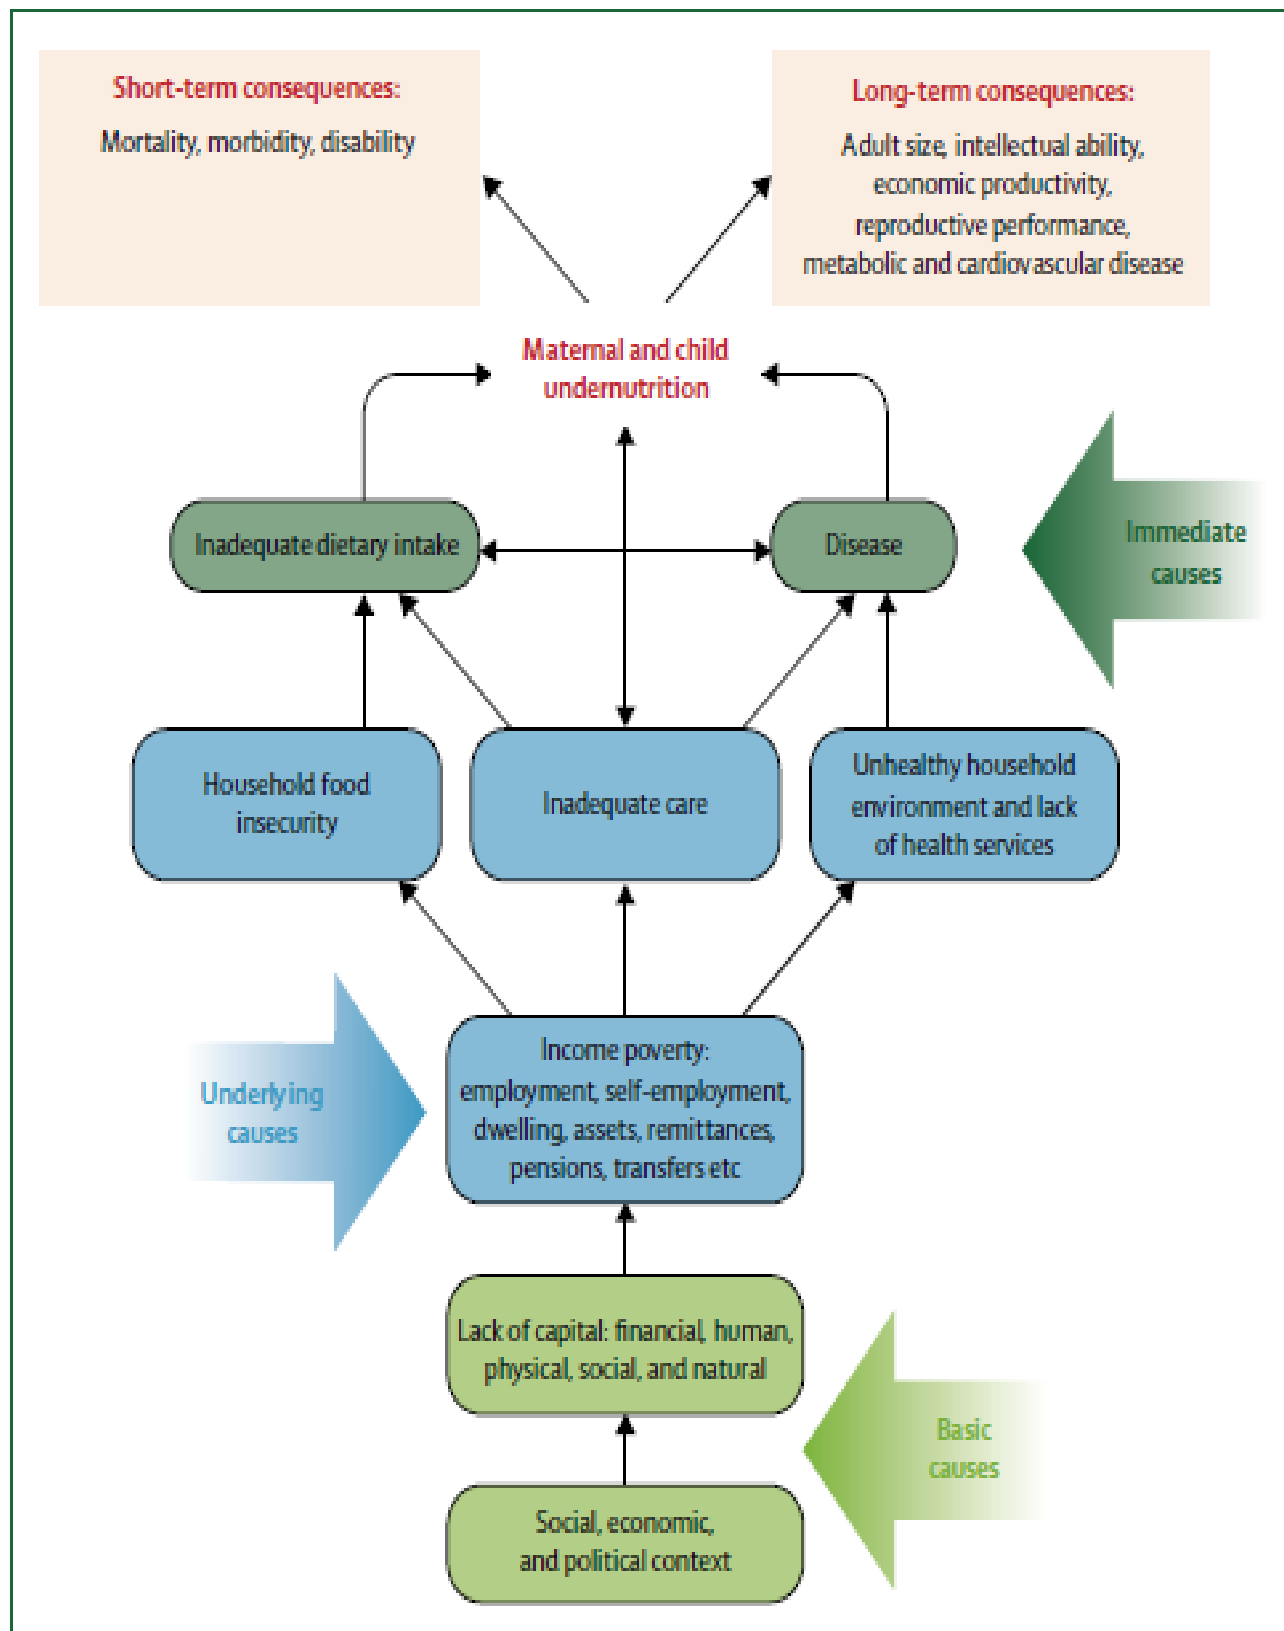 Short-term consequences:
Mortality, morbidity, disability
Long-term consequences:
Adult size, intellectual ability,
economic productivity,
reproductive performance,
metabolic and cardiovascular disease
Maternal and child
undernutrition
Inadequate dietary intake
Disease
Immediate
causes
Household food
insecurity
Inadequate care
Unhealthy household
environment and lack
of health services
Underlying
causes
Income poverty:
employment, self-employment,
dwelling, assets, remittances,
pensions, transfers etc
Lack of capital: financial, human,
physical, social, and natural
Basic
causes
Social, economic,
and political context